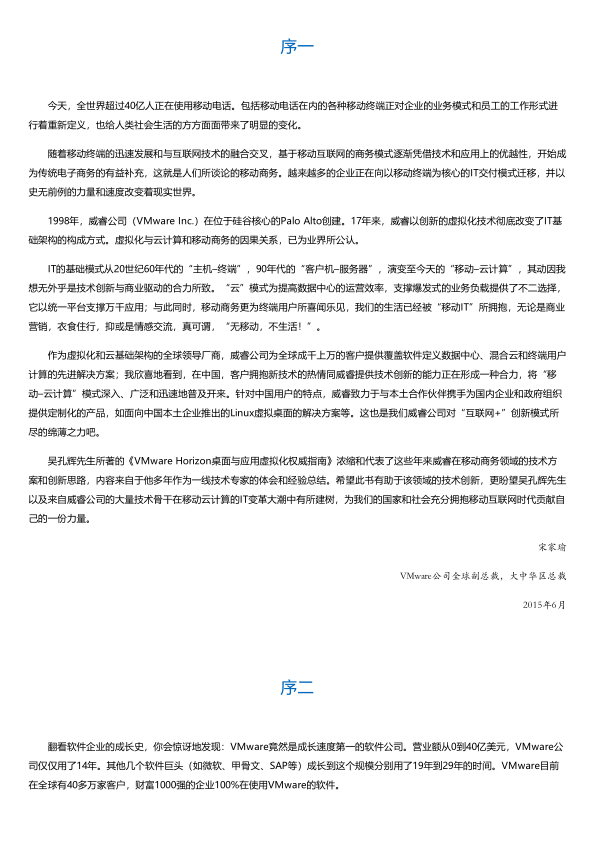 序一
今天，全世界超过40亿人正在使用移动电话。包括移动电话在内的各种移动终端正对企业的业务模式和员工的工作形式进
行着重新定义，也给人类社会生活的方方面面带来了明显的变化。
随着移动终端的迅速发展和与互联网技术的融合交叉，基于移动互联网的商务模式逐渐凭借技术和应用上的优越性，开始成
为传统电子商务的有益补充，这就是人们所谈论的移动商务。越来越多的企业正在向以移动终端为核心的IT交付模式迁移，并以
史无前例的力量和速度改变着现实世界。
1998年，威睿公司（VMware Inc.）在位于硅谷核心的Palo Alto创建。17年来，威睿以创新的虚拟化技术彻底改变了IT基
础架构的构成方式。虚拟化与云计算和移动商务的因果关系，已为业界所公认。
IT的基础模式从20世纪60年代的“主机–终端”，90年代的“客户机–服务器”，演变至今天的“移动–云计算”，其动因我
想无外乎是技术创新与商业驱动的合力所致。“云”模式为提高数据中心的运营效率，支撑爆发式的业务负载提供了不二选择，
它以统一平台支撑万千应用；与此同时，移动商务更为终端用户所喜闻乐见，我们的生活已经被“移动IT”所拥抱，无论是商业
营销，衣食住行，抑或是情感交流，真可谓，“无移动，不生活！”。
作为虚拟化和云基础架构的全球领导厂商，威睿公司为全球成千上万的客户提供覆盖软件定义数据中心、混合云和终端用户
计算的先进解决方案；我欣喜地看到，在中国，客户拥抱新技术的热情同威睿提供技术创新的能力正在形成一种合力，将“移
动–云计算”模式深入、广泛和迅速地普及开来。针对中国用户的特点，威睿致力于与本土合作伙伴携手为国内企业和政府组织
提供定制化的产品，如面向中国本土企业推出的Linux虚拟桌面的解决方案等。这也是我们威睿公司对“互联网+”创新模式所
尽的绵薄之力吧。
吴孔辉先生所著的《VMware Horizon桌面与应用虚拟化权威指南》浓缩和代表了这些年来威睿在移动商务领域的技术方
案和创新思路，内容来自于他多年作为一线技术专家的体会和经验总结。希望此书有助于该领域的技术创新，更盼望吴孔辉先生
以及来自威睿公司的大量技术骨干在移动云计算的IT变革大潮中有所建树，为我们的国家和社会充分拥抱移动互联网时代贡献自
己的一份力量。
宋家瑜
VMware公司全球副总裁，大中华区总裁
2015年6月
序二
翻看软件企业的成长史，你会惊讶地发现：VMware竟然是成长速度第一的软件公司。营业额从0到40亿美元，VMware公
司仅仅用了14年。其他几个软件巨头（如微软、甲骨文、SAP等）成长到这个规模分别用了19年到29年的时间。VMware目前
在全球有40多万家客户，财富1000强的企业100%在使用VMware的软件。